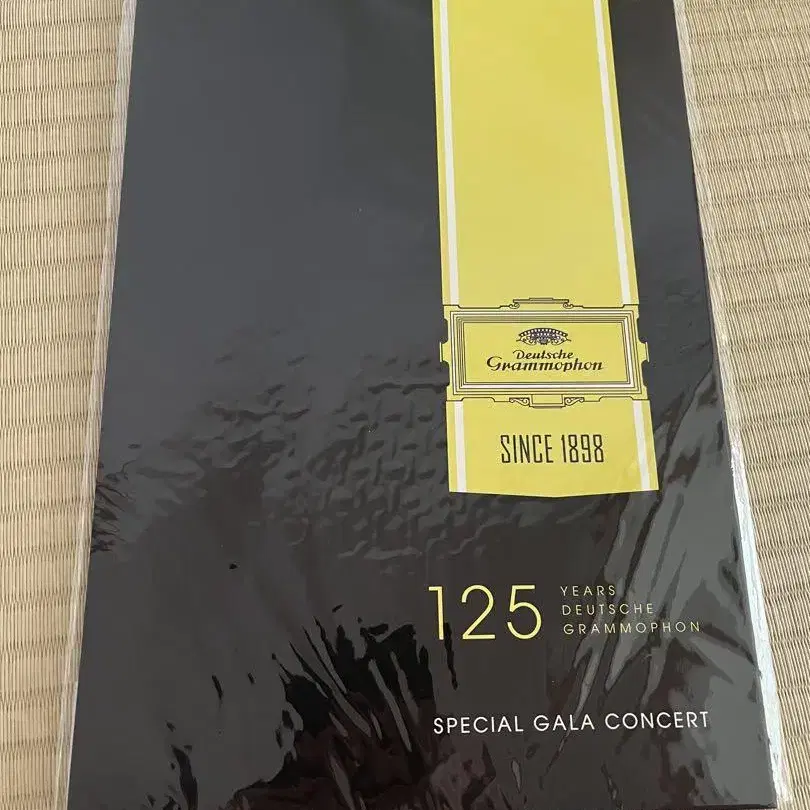 Deutsche
Grammophon
SINCE 1898
125
YEARS
DEUTSCHE
GRAMMOPHON
SPECIAL GALA CONCERT